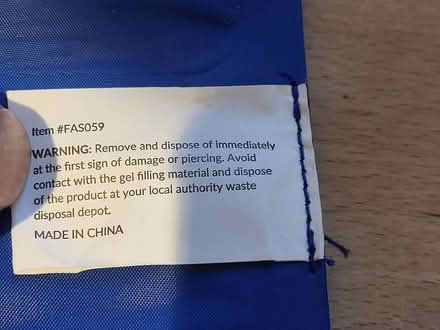 Item #FAS059
WARNING: Remove and dispose of immediately
at the first sign of damage or piercing. Avoid
contact with the gel filling material and dispose
of the product at your local authority waste
disposal depot.
MADE IN CHINA